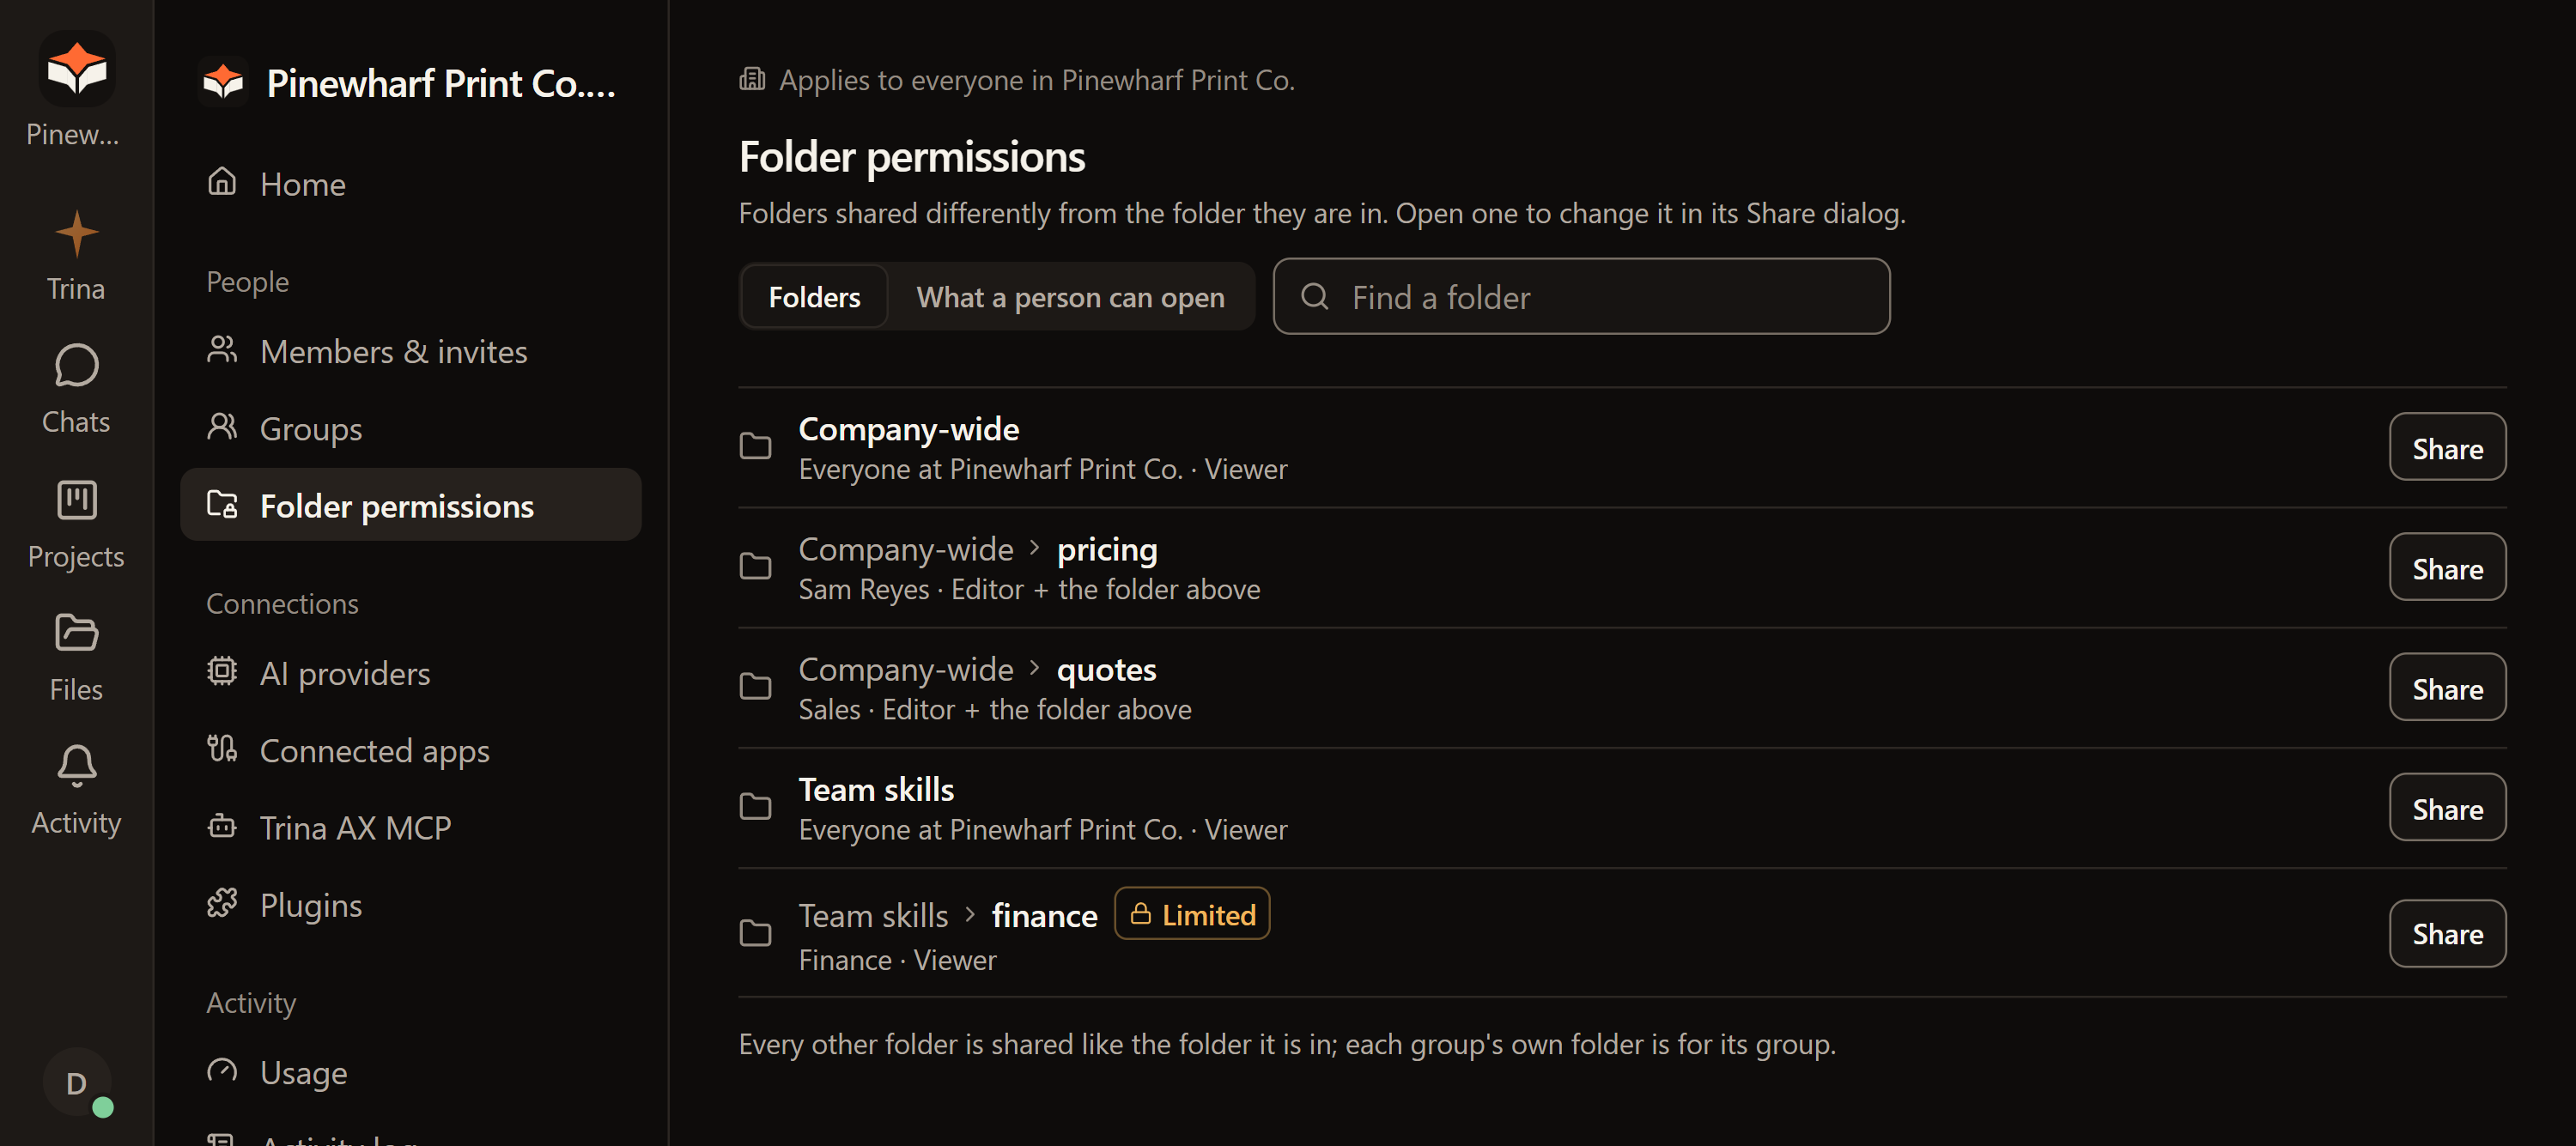 Pinew...
Trina
Chats
Projects
Files
Activity
D
Pinewharf Print Co....
Home
People
Members & invites
Groups
Folder permissions
Connections
AI providers
Connected apps
Trina AX MCP
Plugins
Activity
Usage
Activity log
Applies to everyone in Pinewharf Print Co.
Folder permissions
Folders shared differently from the folder they are in. Open one to change it in its Share dialog.
Folders
What a person can open
Find a folder
Company-wide
Everyone at Pinewharf Print Co. · Viewer
Share
Company-wide > pricing
Sam Reyes · Editor + the folder above
Share
Company-wide > quotes
Sales · Editor + the folder above
Share
Team skills
Everyone at Pinewharf Print Co. · Viewer
Share
Team skills > finance Limited
Finance · Viewer
Share
Every other folder is shared like the folder it is in; each group's own folder is for its group.